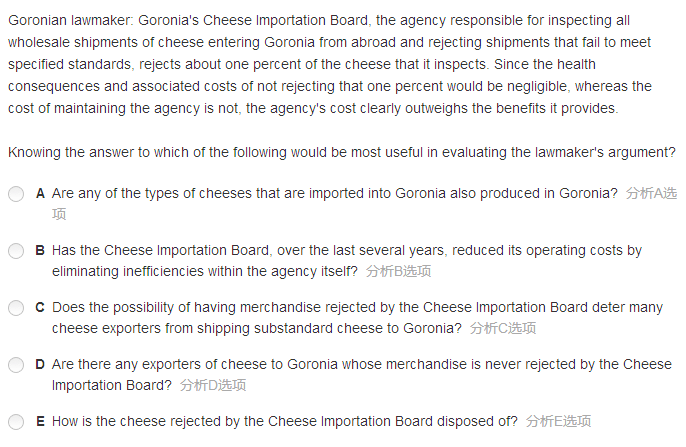 Goronian lawmaker: Goronia's Cheese Importation Board, the agency responsible for inspecting all
wholesale shipments of cheese entering Goronia from abroad and rejecting shipments that fail to meet
specified standards, rejects about one percent of the cheese that it inspects. Since the health
consequences and associated costs of not rejecting that one percent would be negligible, whereas the
cost of maintaining the agency is not, the agency's cost clearly outweighs the benefits it provides.
Knowing the answer to which of the following would be most useful in evaluating the lawmaker's argument?
A Are any of the types of cheeses that are imported into Goronia also produced in Goronia? 分析A选
项
B Has the Cheese Importation Board, over the last several years, reduced its operating costs by
eliminating inefficiencies within the agency itself? 分析B选项
C Does the possibility of having merchandise rejected by the Cheese Importation Board deter many
cheese exporters from shipping substandard cheese to Goronia? 分析C选项
D Are there any exporters of cheese to Goronia whose merchandise is never rejected by the Cheese
Importation Board? 分析D选项
E How is the cheese rejected by the Cheese Importation Board disposed of? 分析E选项